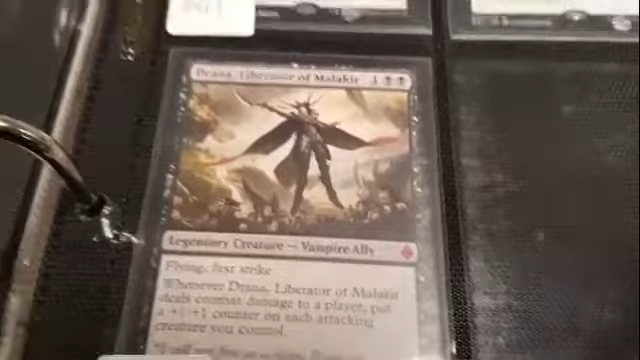 Drana, Liberator of Malakir 1
Legendary Creature — Vampire Ally
Flying, first strike
Whenever Drana, Liberator of Malakir
deals combat damage to a player, put
a +1/+1 counter on each attacking
creature you control.